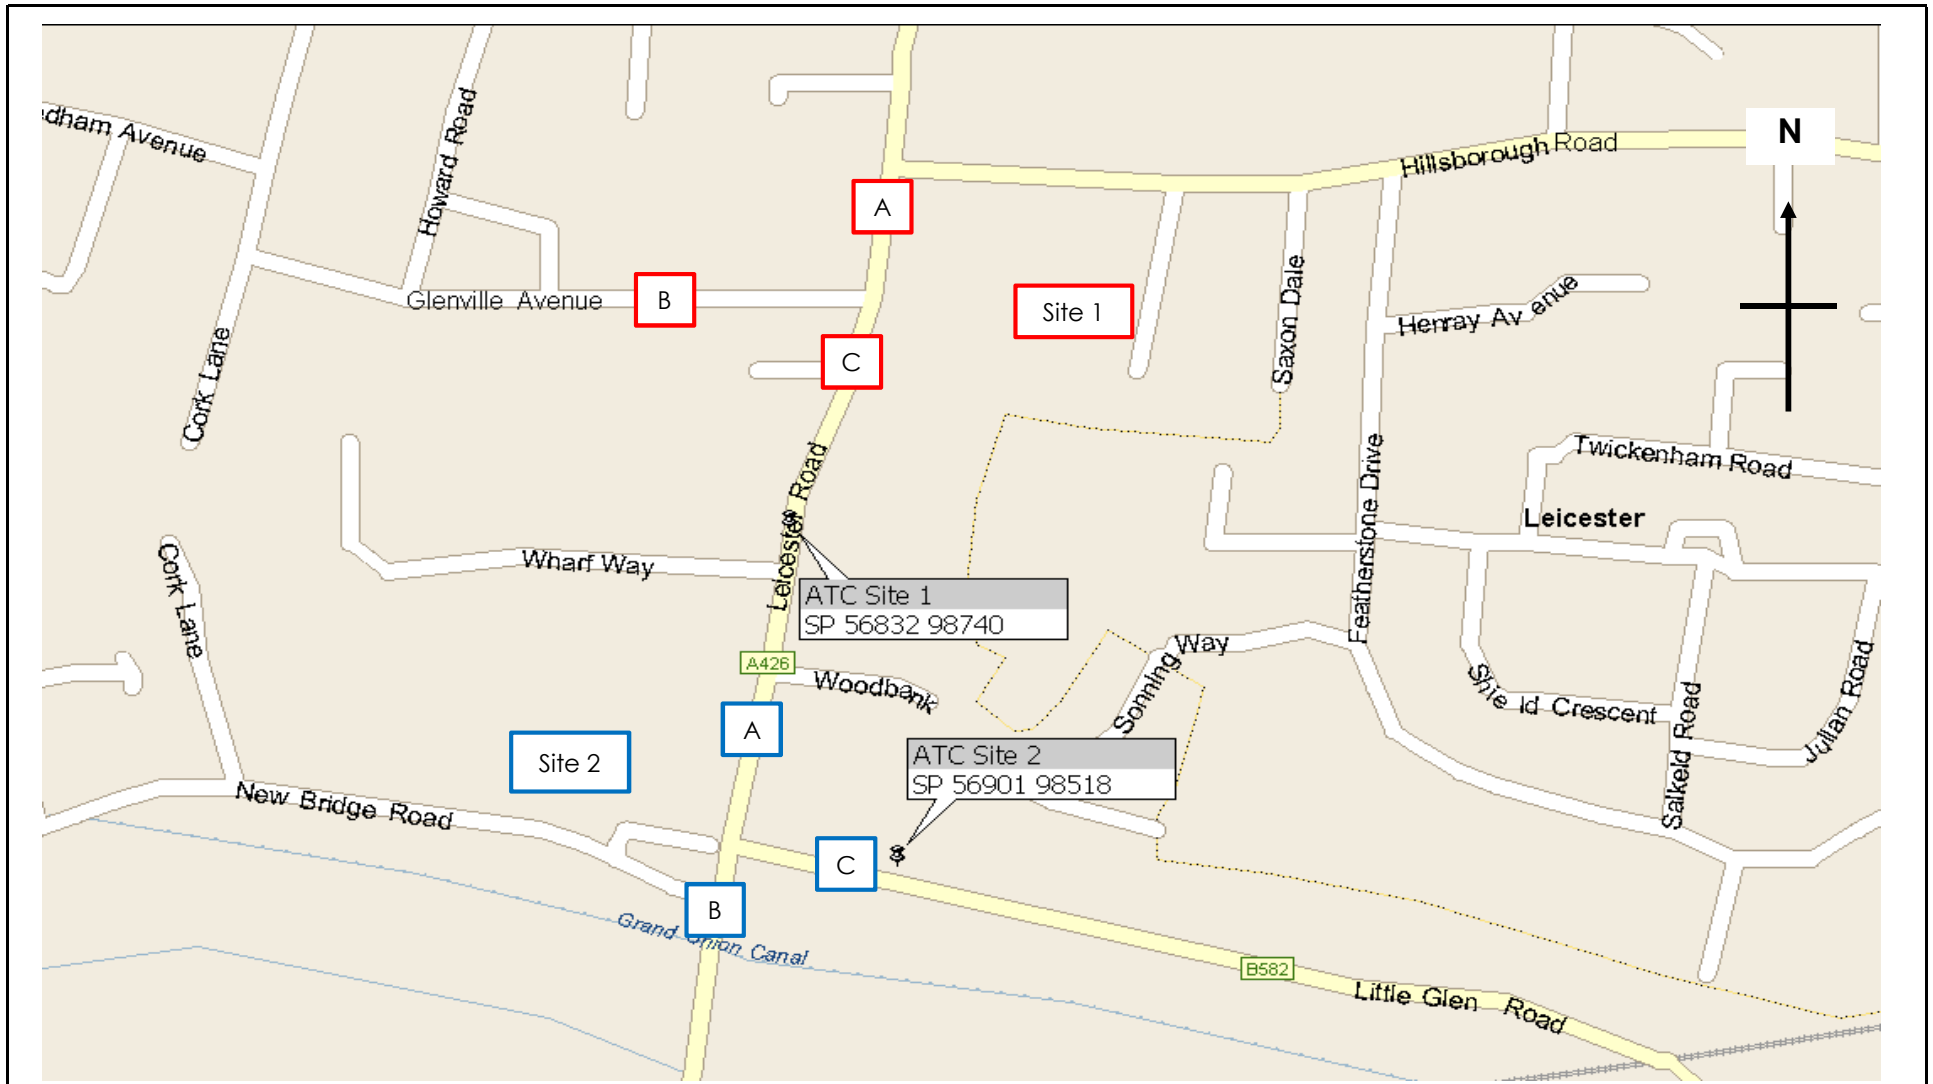 dham Avenue
Howard Road
N
Hillsborough Road
A
Glenville Avenue
B
Site 1
Saxon Dale
Henray Avenue
Cork Lane
C
Leicester Road
Featherstone Drive
Twickenham Road
Leicester
Wharf Way
Cork Lane
ATC Site 1
SP 56832 98740
A426
Woodbank
Sonning Way
Shield Crescent
Salkeld Road
Julian Road
A
Site 2
ATC Site 2
SP 56901 98518
New Bridge Road
C
B
Grand Union Canal
B582
Little Glen Road